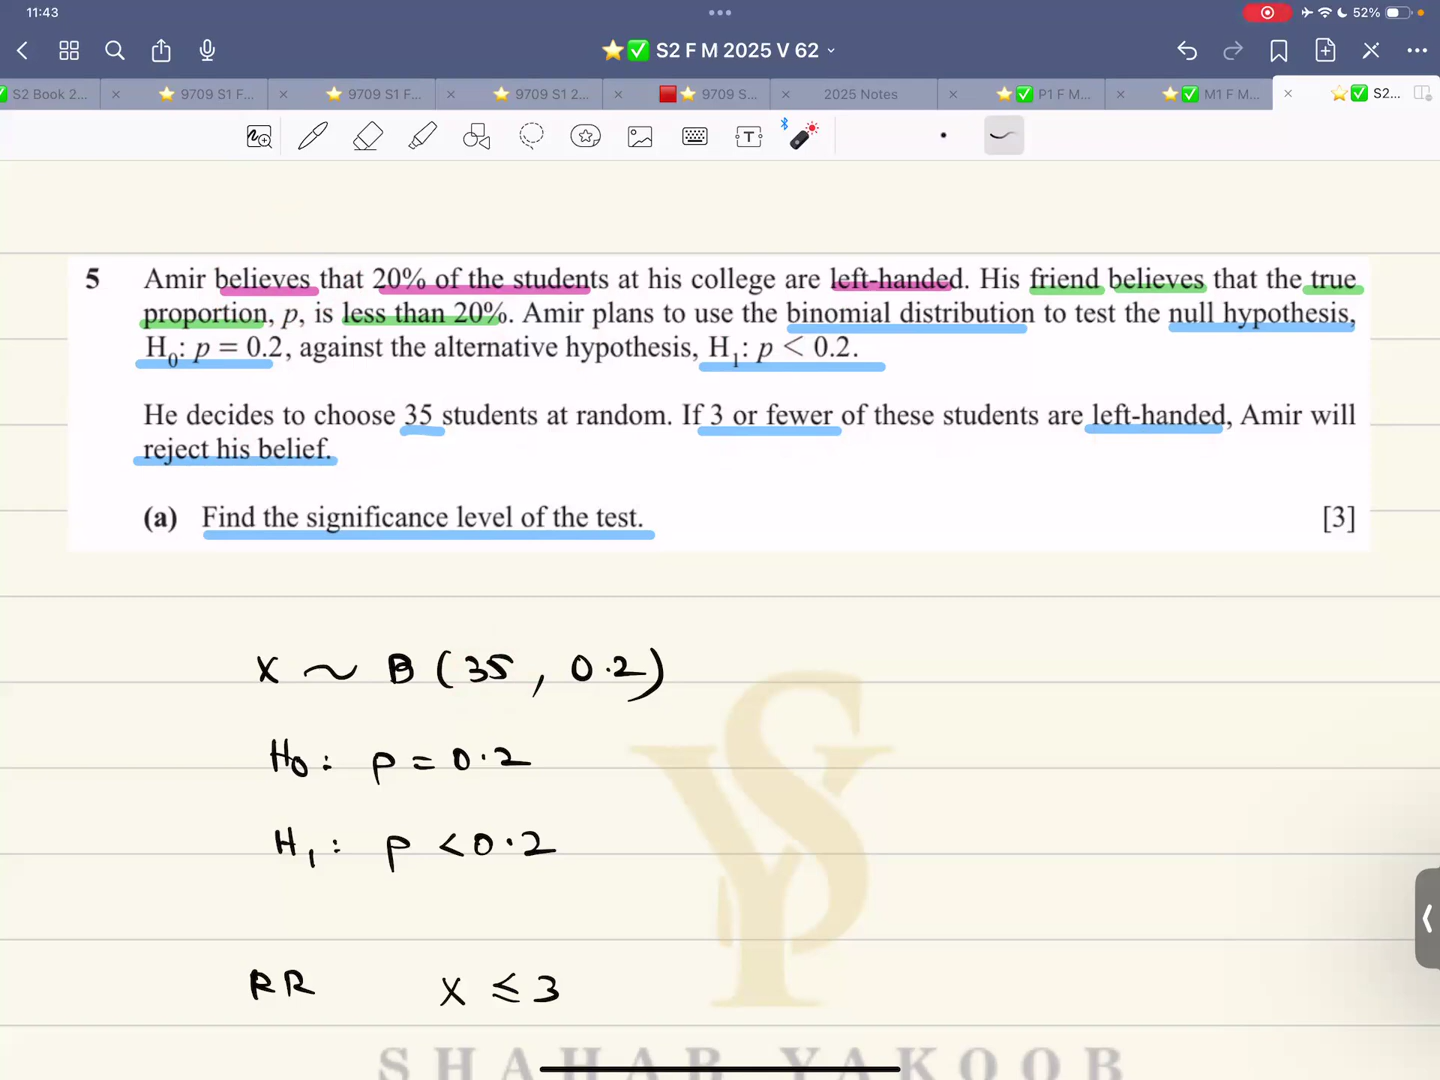 11:43
52%
S2 F M 2025 V 62
S2 Book 2...
9709 S1 F...
9709 S1 F...
9709 S1 2...
9709 S...
2025 Notes
P1 F M...
M1 F M...
S2...
5 Amir believes that 20% of the students at his college are left-handed. His friend believes that the true
proportion, p, is less than 20%. Amir plans to use the binomial distribution to test the null hypothesis,
H₀: p = 0.2, against the alternative hypothesis, H₁: p < 0.2.
He decides to choose 35 students at random. If 3 or fewer of these students are left-handed, Amir will
reject his belief.
(a) Find the significance level of the test. [3]
X ~ B (35, 0.2)
H₀: p = 0.2
H₁: p < 0.2
RR X ≤ 3
SHAHAB YAKOOB